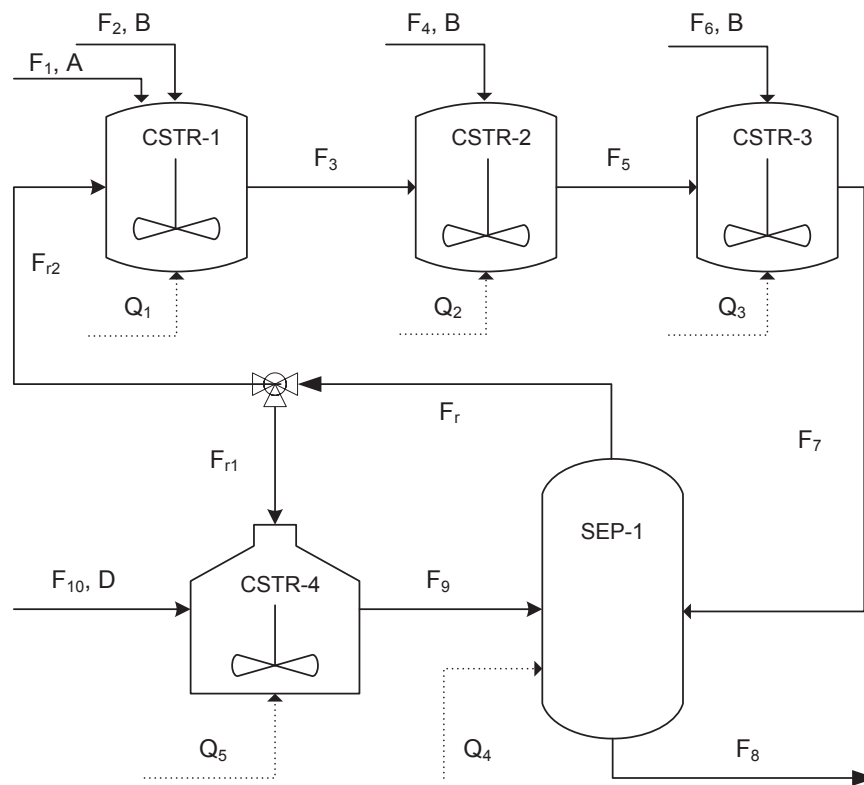 F₂, B
F₄, B
F₆, B
F₁, A
CSTR-1
CSTR-2
CSTR-3
F₃
F₅
Fᵣ₂
Q₁
Q₂
Q₃
Fᵣ
F₇
Fᵣ₁
SEP-1
F₁₀, D
CSTR-4
F₉
Q₅
Q₄
F₈